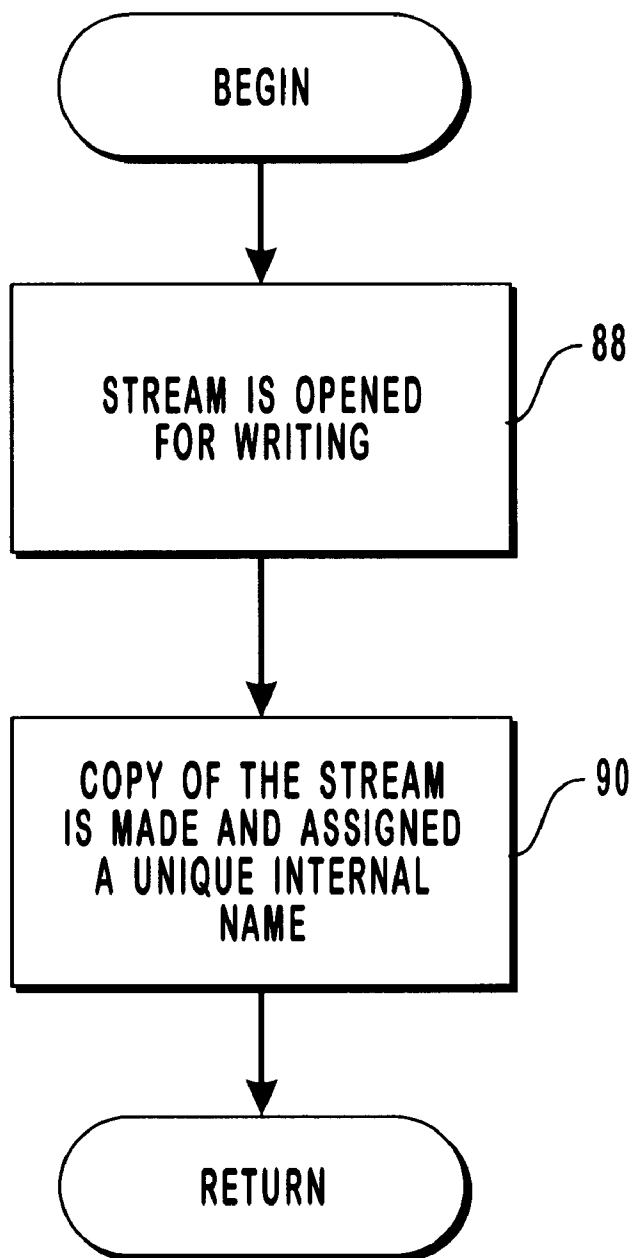 BEGIN
STREAM IS OPENED
FOR WRITING
88
COPY OF THE STREAM
IS MADE AND ASSIGNED
A UNIQUE INTERNAL
NAME
90
RETURN